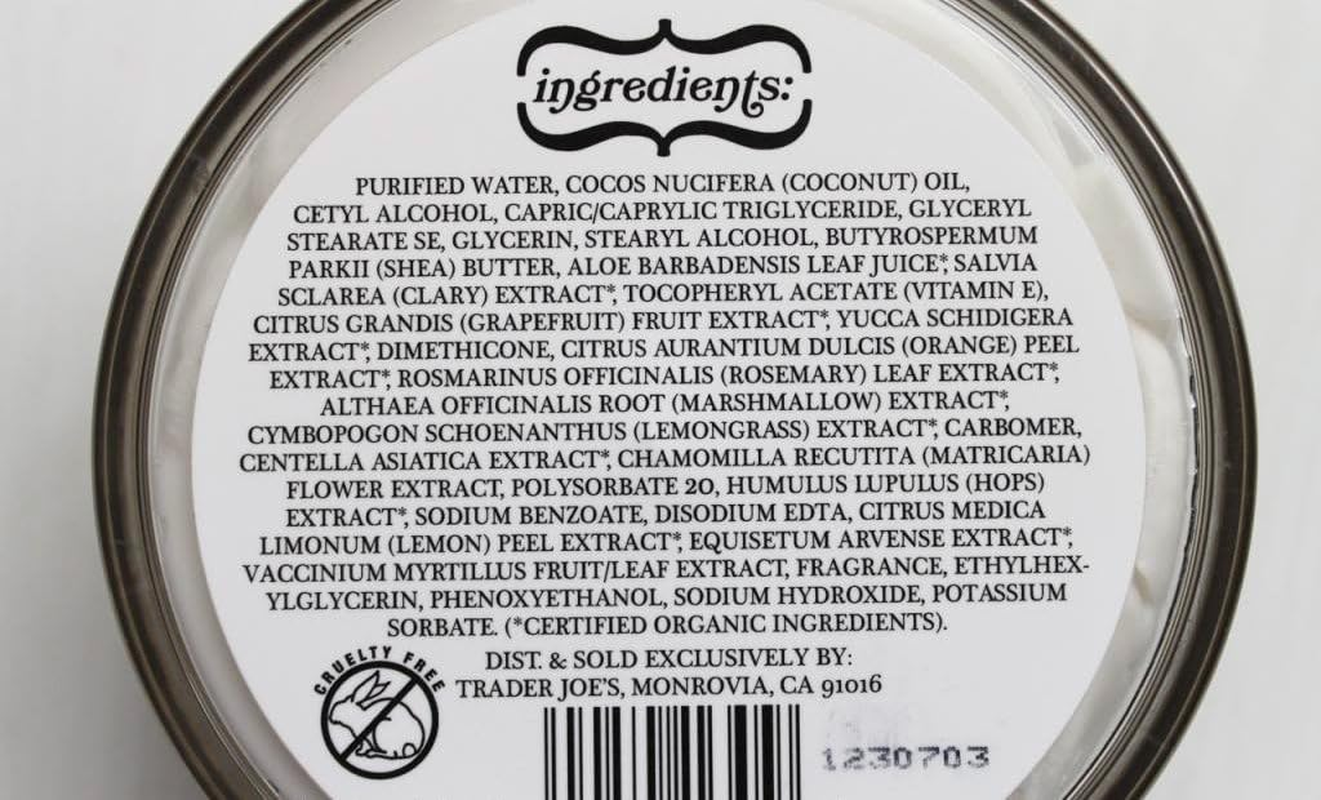 ingredients:
PURIFIED WATER, COCOS NUCIFERA (COCONUT) OIL,
CETYL ALCOHOL, CAPRIC/CAPRYLIC TRIGLYCERIDE, GLYCERYL
STEARATE SE, GLYCERIN, STEARYL ALCOHOL, BUTYROSPERMUM
PARKII (SHEA) BUTTER, ALOE BARBADENSIS LEAF JUICE*, SALVIA
SCLAREA (CLARY) EXTRACT*, TOCOPHERYL ACETATE (VITAMIN E),
CITRUS GRANDIS (GRAPEFRUIT) FRUIT EXTRACT*, YUCCA SCHIDIGERA
EXTRACT*, DIMETHICONE, CITRUS AURANTIUM DULCIS (ORANGE) PEEL
EXTRACT*, ROSMARINUS OFFICINALIS (ROSEMARY) LEAF EXTRACT*,
ALTHAEA OFFICINALIS ROOT (MARSHMALLOW) EXTRACT*,
CYMBOPOGON SCHOENANTHUS (LEMONGRASS) EXTRACT*, CARBOMER,
CENTELLA ASIATICA EXTRACT*, CHAMOMILLA RECUTITA (MATRICARIA)
FLOWER EXTRACT, POLYSORBATE 20, HUMULUS LUPULUS (HOPS)
EXTRACT*, SODIUM BENZOATE, DISODIUM EDTA, CITRUS MEDICA
LIMONUM (LEMON) PEEL EXTRACT*, EQUISETUM ARVENSE EXTRACT*,
VACCINIUM MYRTILLUS FRUIT/LEAF EXTRACT, FRAGRANCE, ETHYLHEX-
YLGLYCERIN, PHENOXYETHANOL, SODIUM HYDROXIDE, POTASSIUM
SORBATE. (*CERTIFIED ORGANIC INGREDIENTS).
CRUELTY FREE
DIST. & SOLD EXCLUSIVELY BY:
TRADER JOE'S, MONROVIA, CA 91016
1230703